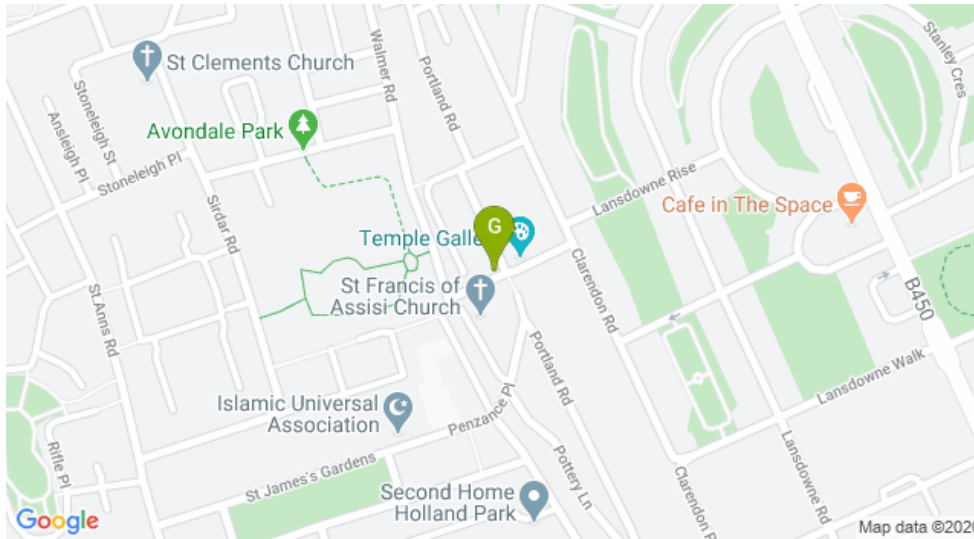 St Clements Church
Walmer Rd
Portland Rd
Stanley Cres
Stoneleigh St
Ansleigh Pl
Avondale Park
Stoneleigh Pl
Sirdar Rd
Lansdowne Rise
Cafe in The Space
G
Temple Galle
St Francis of
Assisi Church
Clarendon Rd
B450
St Anns Rd
Portland Rd
Lansdowne Walk
Islamic Universal
Association
Penzance Pl
Rifle Pl
St James's Gardens
Pottery Ln
Clarendon R
Lansdowne Rd
Second Home
Holland Park
Google
Map data ©2020